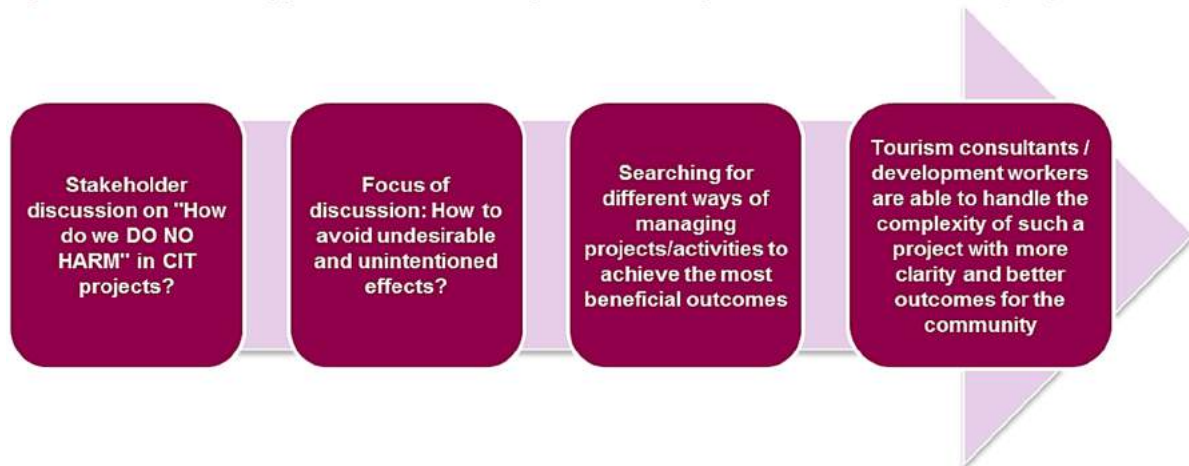 Stakeholder
discussion on "How
do we DO NO
HARM" in CIT
projects?
Focus of
discussion: How to
avoid undesirable
and unintentioned
effects?
Searching for
different ways of
managing
projects/activities to
achieve the most
beneficial outcomes
Tourism consultants /
development workers
are able to handle the
complexity of such a
project with more
clarity and better
outcomes for the
community